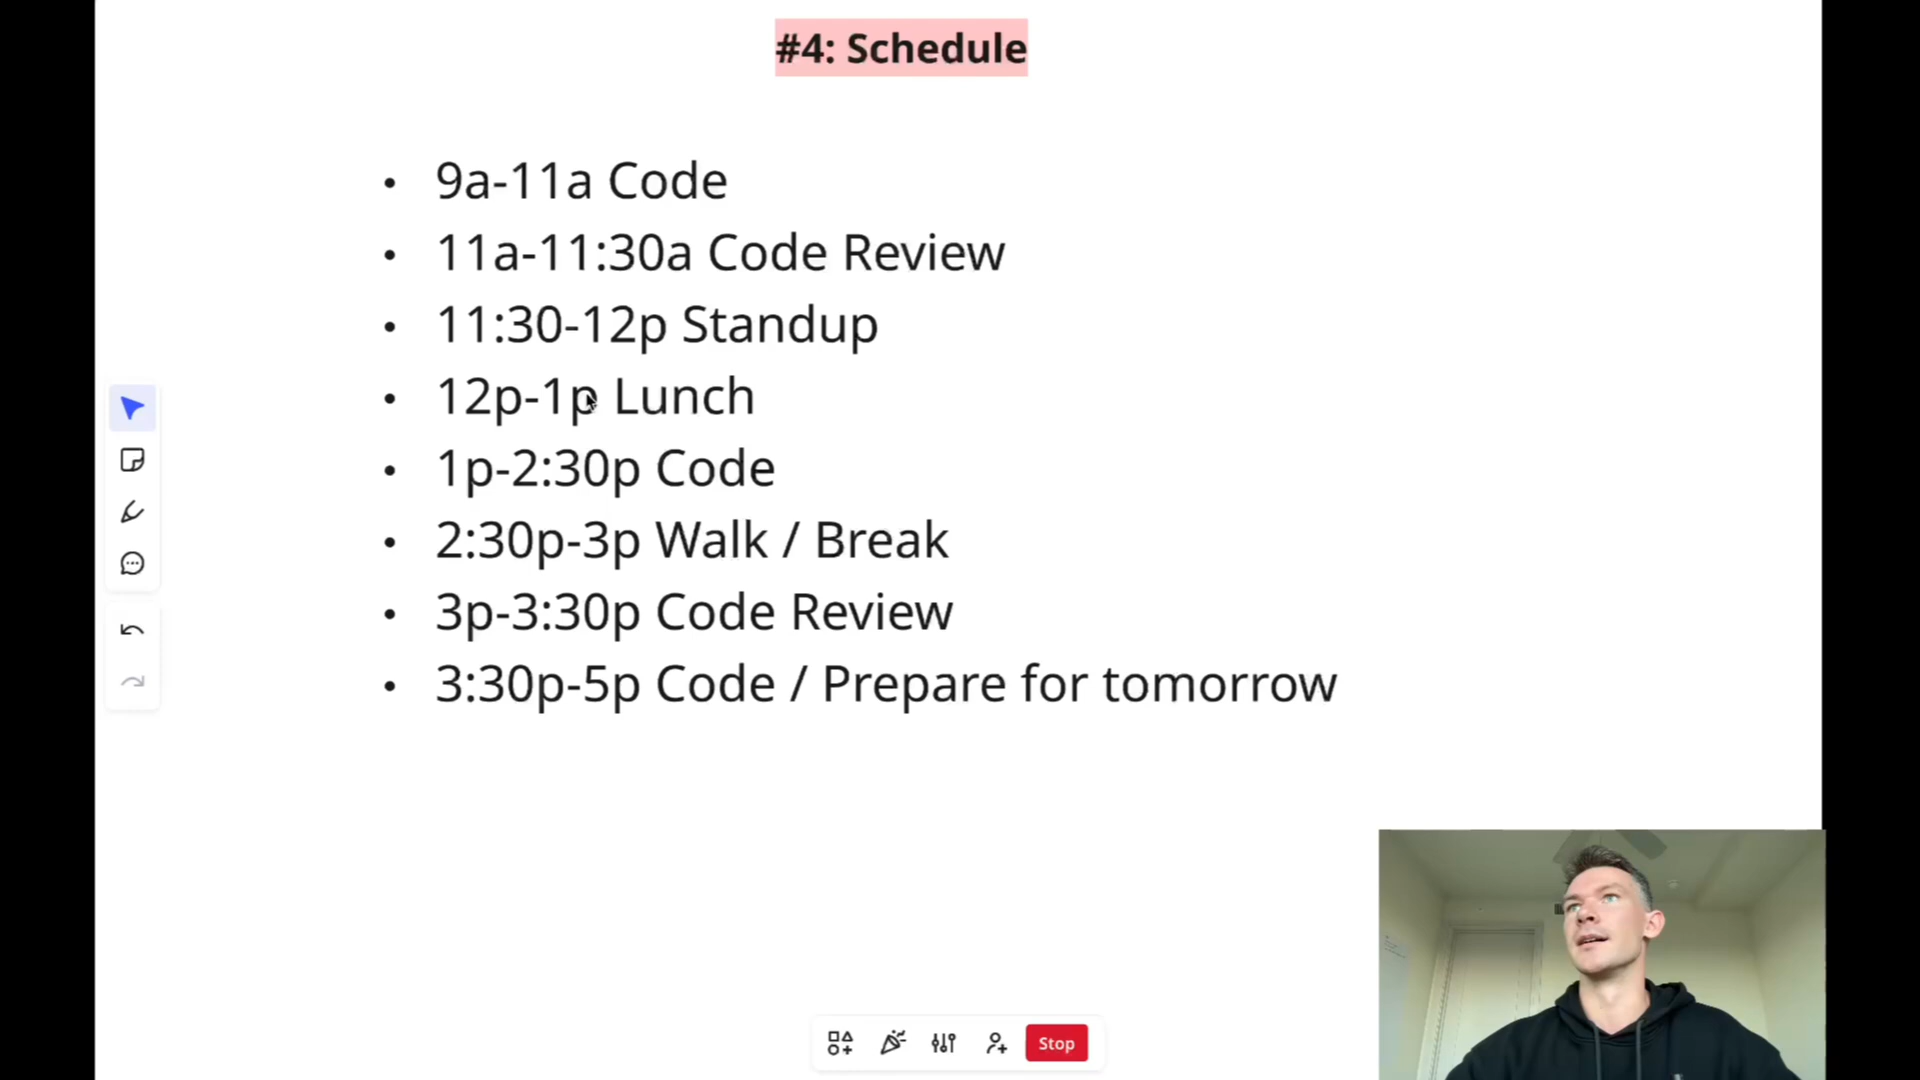 #4: Schedule
• 9a-11a Code
• 11a-11:30a Code Review
• 11:30-12p Standup
• 12p-1p Lunch
• 1p-2:30p Code
• 2:30p-3p Walk / Break
• 3p-3:30p Code Review
• 3:30p-5p Code / Prepare for tomorrow
Stop